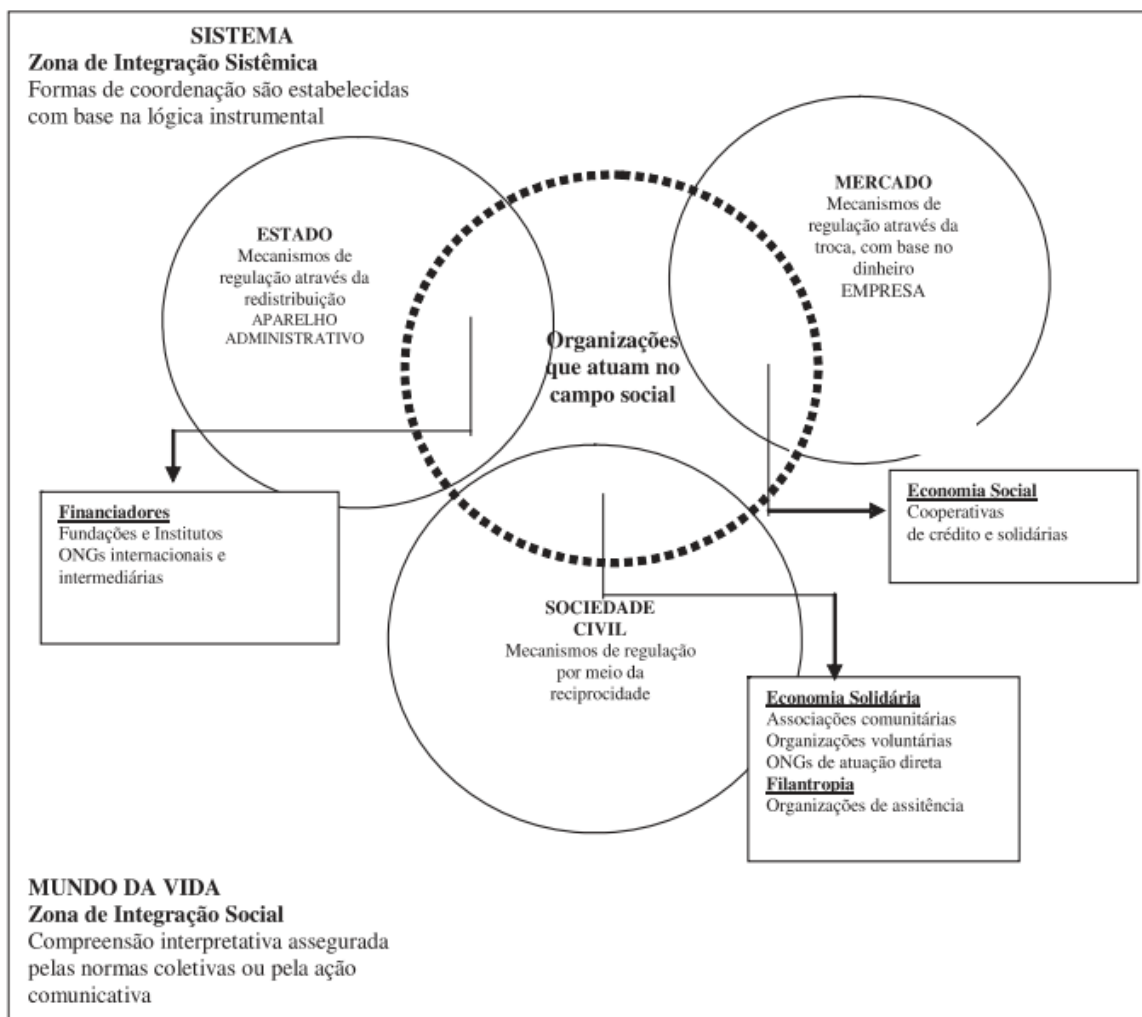 SISTEMA
Zona de Integração Sistêmica
Formas de coordenação são estabelecidas
com base na lógica instrumental
ESTADO
Mecanismos de
regulação através da
redistribuição
APARELHO
ADMINISTRATIVO
MERCADO
Mecanismos de
regulação através da
troca, com base no
dinheiro
EMPRESA
Organizações
que atuam no
campo social
Financiadores
Fundações e Institutos
ONGs internacionais e
intermediárias
Economia Social
Cooperativas
de crédito e solidárias
SOCIEDADE
CIVIL
Mecanismos de regulação
por meio da
reciprocidade
Economia Solidária
Associações comunitárias
Organizações voluntárias
ONGs de atuação direta
Filantropia
Organizações de assitência
MUNDO DA VIDA
Zona de Integração Social
Compreensão interpretativa assegurada
pelas normas coletivas ou pela ação
comunicativa